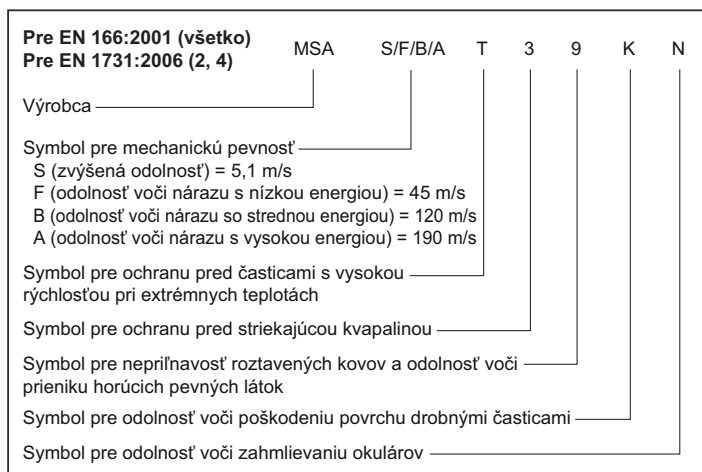 Pre EN 166:2001 (všetko)
Pre EN 1731:2006 (2, 4)
MSA S/F/B/A T 3 9 K N
Výrobca
Symbol pre mechanickú pevnosť
S (zvýšená odolnosť) = 5,1 m/s
F (odolnosť voči nárazu s nízkou energiou) = 45 m/s
B (odolnosť voči nárazu so strednou energiou) = 120 m/s
A (odolnosť voči nárazu s vysokou energiou) = 190 m/s
Symbol pre ochranu pred časticami s vysokou
rýchlosťou pri extrémnych teplotách
Symbol pre ochranu pred striekajúcou kvapalinou
Symbol pre nepriľnavosť roztavených kovov a odolnosť voči
prieniku horúcich pevných látok
Symbol pre odolnosť voči poškodeniu povrchu drobnými časticami
Symbol pre odolnosť voči zahmlievaniu okulárov